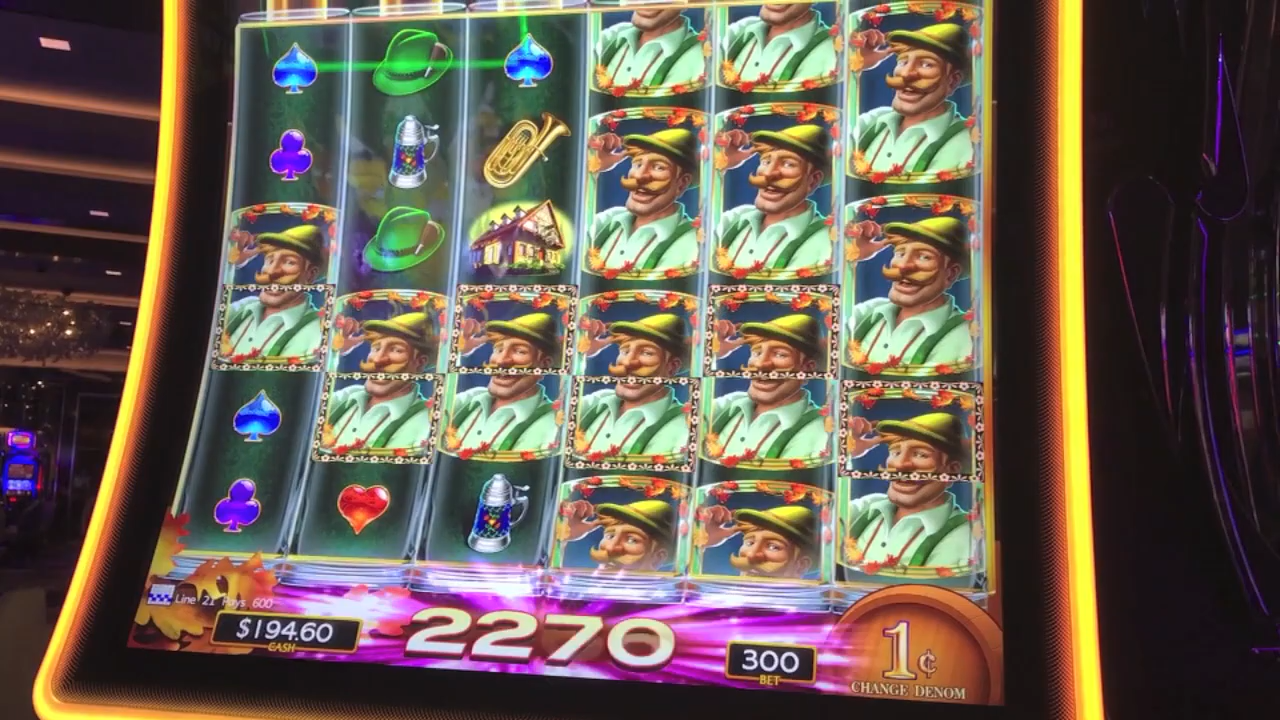 Line 21 Pays 600
$194.60
CASH
2270
300
BET
1¢
CHANGE DENOM